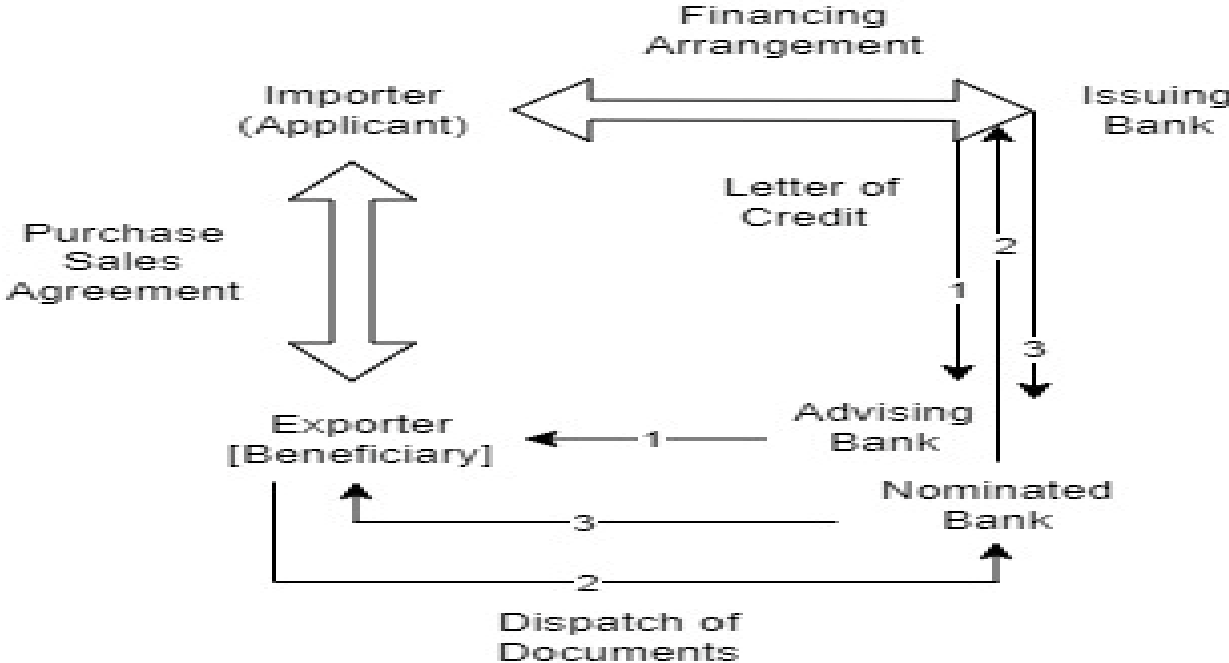 Financing
Arrangement
Importer
(Applicant)
Issuing
Bank
Letter of
Credit
Purchase
Sales
Agreement
2
1
3
Exporter
[Beneficiary]
1
Advising
Bank
Nominated
Bank
3
2
Dispatch of
Documents